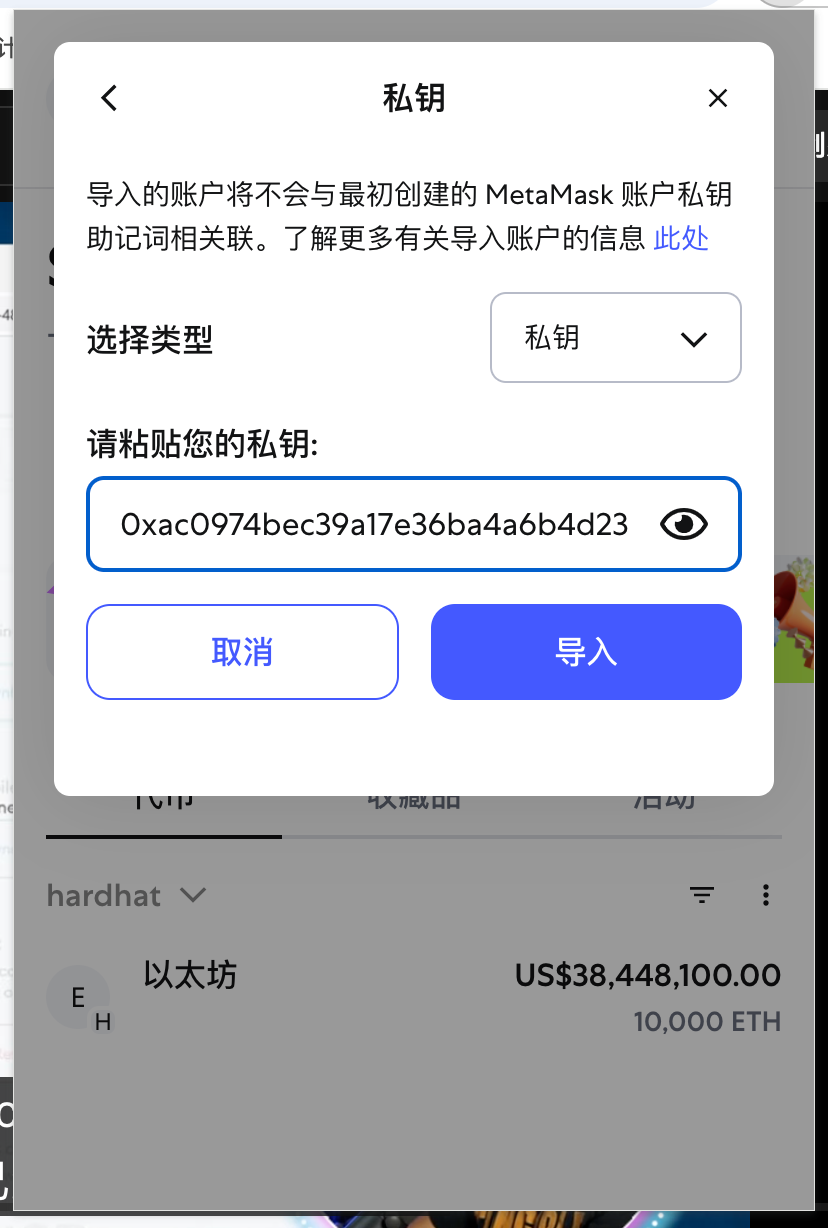 私钥
导入的账户将不会与最初创建的 MetaMask 账户私钥
助记词相关联。了解更多有关导入账户的信息 此处
选择类型
私钥
请粘贴您的私钥:
0xac0974bec39a17e36ba4a6b4d23
取消
导入
代币
收藏品
活动
hardhat
以太坊
US$38,448,100.00
E
H
10,000 ETH